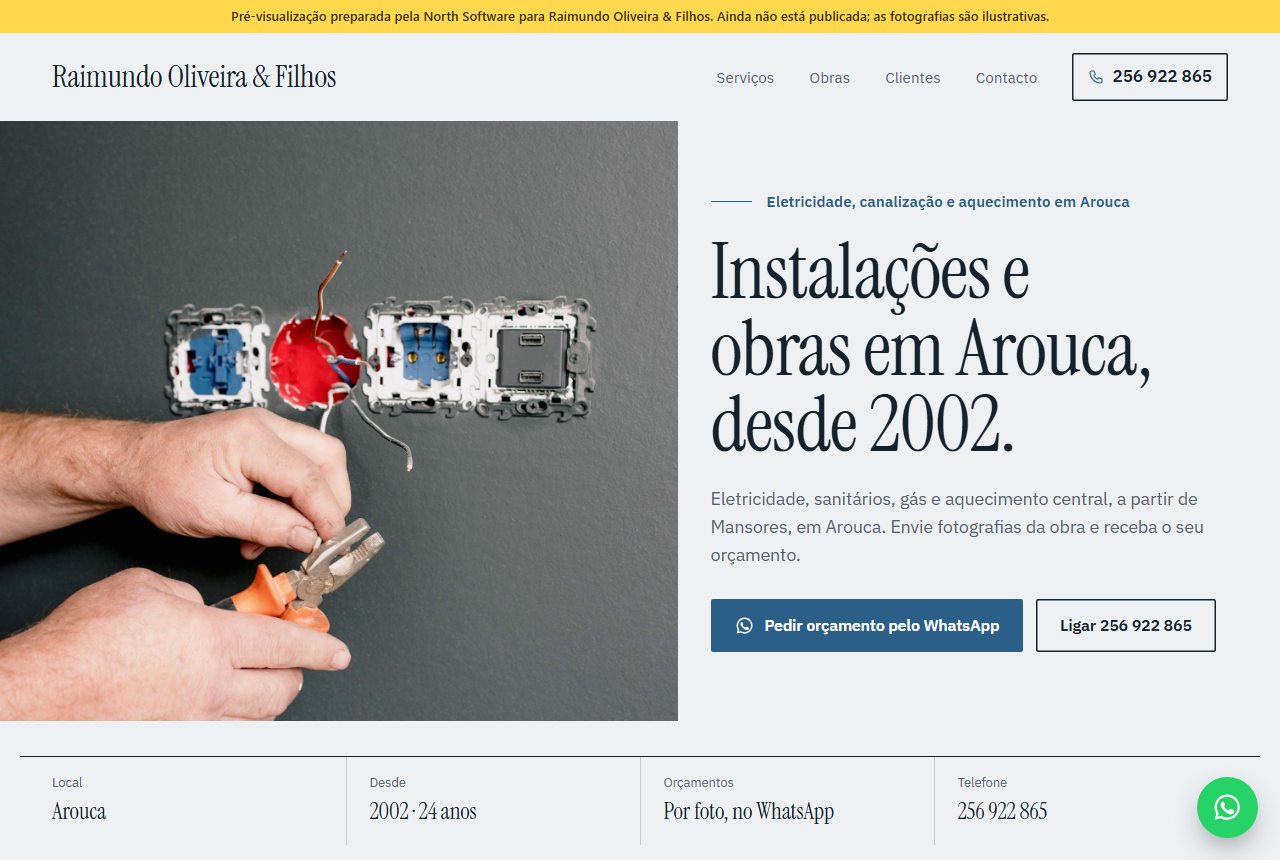 Pré-visualização preparada pela North Software para Raimundo Oliveira & Filhos. Ainda não está publicada; as fotografias são ilustrativas.
Raimundo Oliveira & Filhos
Serviços
Obras
Clientes
Contacto
256 922 865
Eletricidade, canalização e aquecimento em Arouca
Instalações e
obras em Arouca,
desde 2002.
Eletricidade, sanitários, gás e aquecimento central, a partir de
Mansores, em Arouca. Envie fotografias da obra e receba o seu
orçamento.
Pedir orçamento pelo WhatsApp
Ligar 256 922 865
Local
Arouca
Desde
2002 · 24 anos
Orçamentos
Por foto, no WhatsApp
Telefone
256 922 865